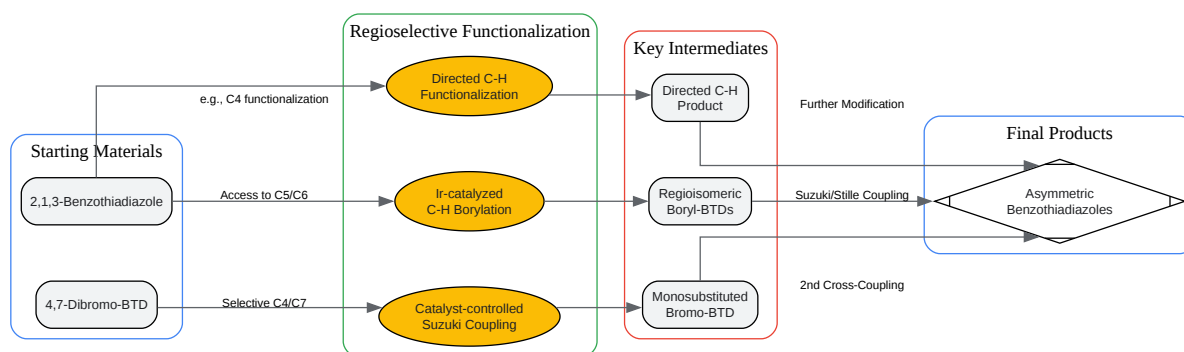 Regioselective Functionalization
Key Intermediates
Directed C-H
Functionalization
Directed C-H
Product
e.g., C4 functionalization
Further Modification
Starting Materials
Final Products
2,1,3-Benzothiadiazole
Access to C5/C6
Ir-catalyzed
C-H Borylation
Regioisomeric
Boryl-BTDs
Suzuki/Stille Coupling
Asymmetric
Benzothiadiazoles
4,7-Dibromo-BTD
Selective C4/C7
Catalyst-controlled
Suzuki Coupling
Monosubstituted
Bromo-BTD
2nd Cross-Coupling